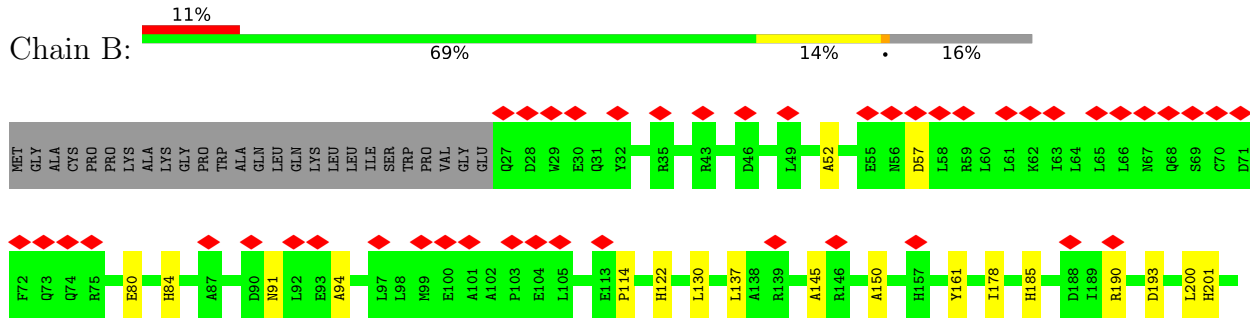 11%
Chain B:
69% 14% • 16%
MET GLY ALA CYS PRO PRO LYS ALA LYS GLY PRO TRP ALA GLN LEU GLN LYS LEU LEU ILE SER TRP PRO VAL GLY GLU Q27 D28 W29 E30 Q31 Y32 R35 R43 D46 L49 A52 E55 N56 D57 L58 R59 L60 L61 K62 I63 L64 L65 L66 N67 Q68 S69 C70 D71
F72 Q73 Q74 R75 E80 H84 A87 D90 N91 L92 E93 A94 L97 L98 M99 E100 A101 A102 P103 E104 L105 E113 P114 H122 L130 L137 A138 R139 A145 R146 A150 H157 Y161 I178 H185 D188 I189 R190 D193 L200 H201